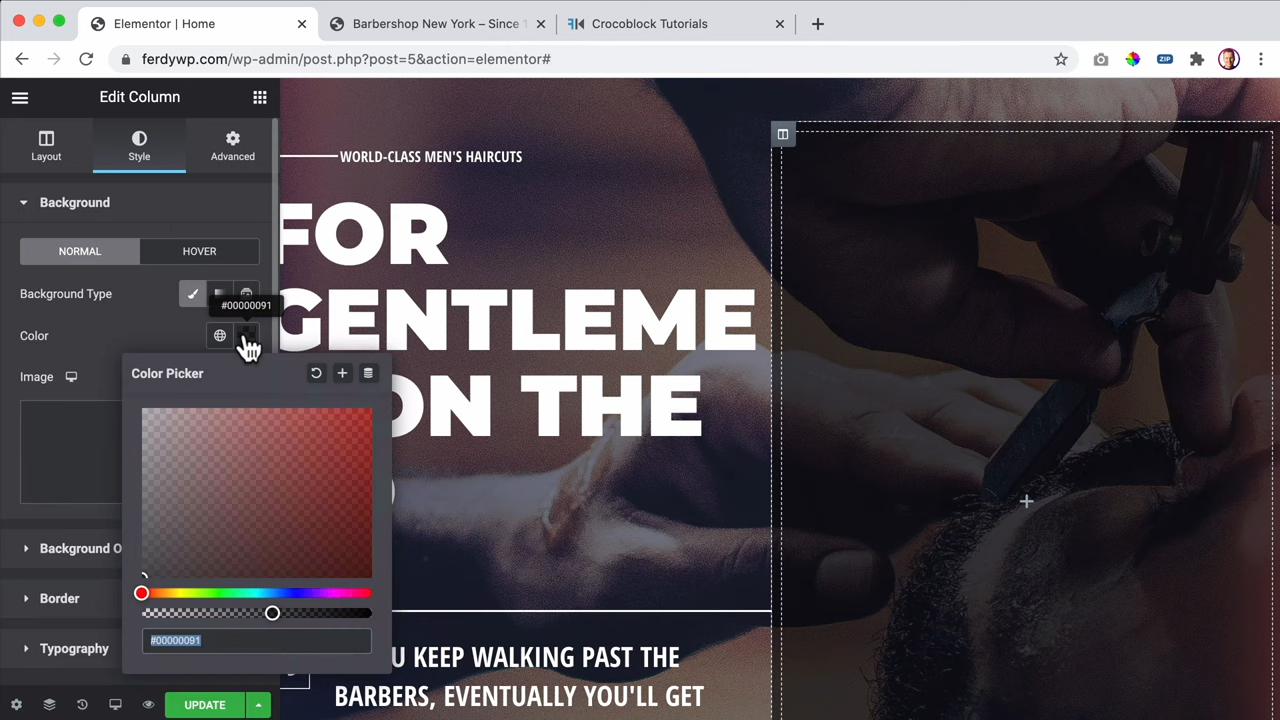 Elementor | Home
Barbershop New York – Since 1
Crocoblock Tutorials
ferdywp.com/wp-admin/post.php?post=5&action=elementor#
ZIP
Edit Column
Layout
Style
Advanced
Background
NORMAL
HOVER
Background Type
#00000091
Color
Image
Color Picker
#00000091
Background O
Border
Typography
UPDATE
WORLD-CLASS MEN'S HAIRCUTS
FOR
GENTLEME
ON THE
U KEEP WALKING PAST THE
BARBERS, EVENTUALLY YOU'LL GET